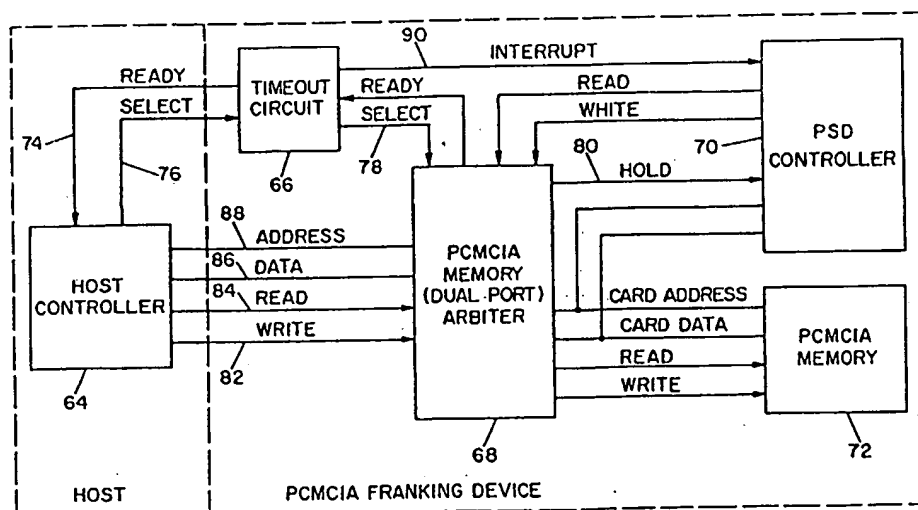 90
INTERRUPT
READY
TIMEOUT
CIRCUIT
READY
READ
SELECT
SELECT
WHITE
74
78
80
70
PSD
CONTROLLER
76
66
HOLD
88
ADDRESS
86
DATA
PCMCIA
MEMORY
(DUAL PORT)
ARBITER
HOST
CONTROLLER
84
READ
CARD ADDRESS
WRITE
CARD DATA
PCMCIA
MEMORY
82
READ
64
WRITE
68
72
HOST
PCMCIA FRANKING DEVICE